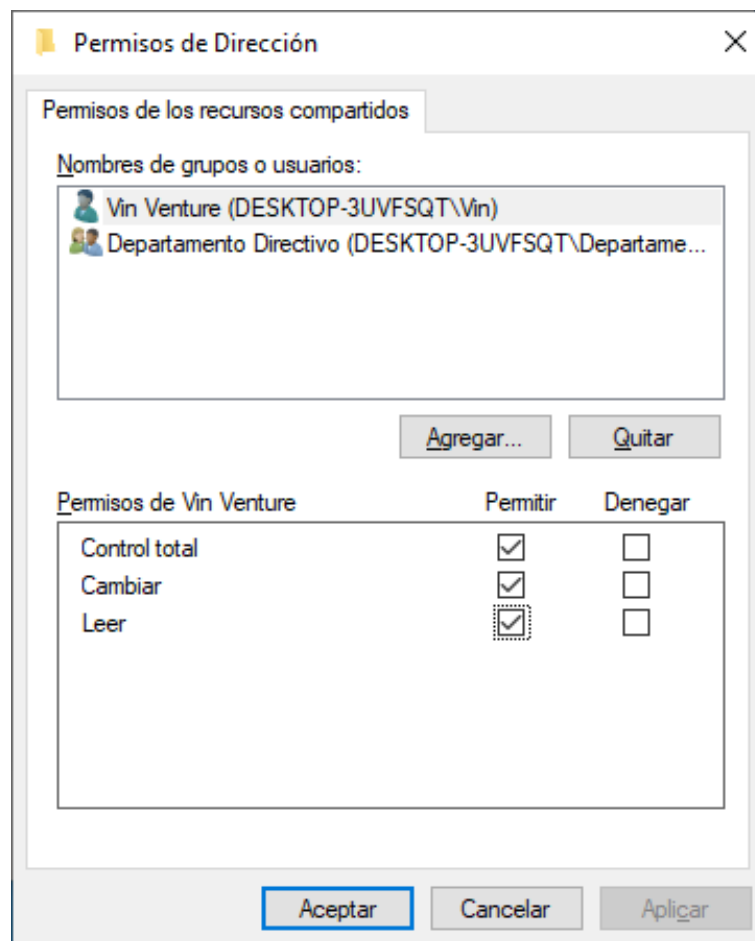 Permisos de Dirección
Permisos de los recursos compartidos
Nombres de grupos o usuarios:
Vin Venture (DESKTOP-3UVFSQT\Vin)
Departamento Directivo (DESKTOP-3UVFSQT\Departame...
Agregar... Quitar
Permisos de Vin Venture Permitir Denegar
Control total
Cambiar
Leer
Aceptar Cancelar Aplicar